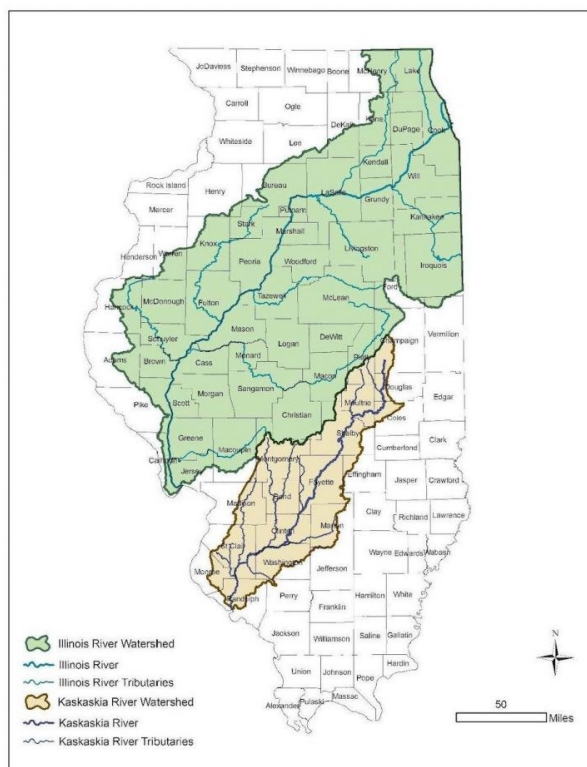 JoDaviess Stephenson Winnebago Boone McHenry Lake
Carroll Ogle DeKalb Kane
DuPage Cook
Whiteside Lee
Kendall Will
Rock Island Henry Bureau LaSalle Grundy
Mercer Putnam Kankakee
Stark Marshall
Knox Livingston
Henderson Warren Peoria Woodford Iroquois
Ford
McDonough Fulton Tazewell McLean
Hancock
Mason Vermilion
Schuyler Logan DeWitt Champaign
Adams Brown Cass Menard Piatt
Macon Douglas
Morgan Sangamon Edgar
Pike Scott Moultrie
Christian Coles
Greene Shelby Clark
Macoupin Cumberland
Calhoun Montgomery
Jersey Effingham Jasper Crawford
Fayette
Madison Bond Clay
Richland Lawrence
Clinton Marion
St Clair Wayne Edwards Wabash
Washington
Monroe Jefferson
Randolph Perry Hamilton White
Franklin
Jackson Williamson Saline Gallatin
Hardin
Union Johnson Pope
Massac
Alexander Pulaski
Illinois River Watershed
Illinois River
Illinois River Tributaries
Kaskaskia River Watershed
Kaskaskia River
Kaskaskia River Tributaries
N
50
Miles